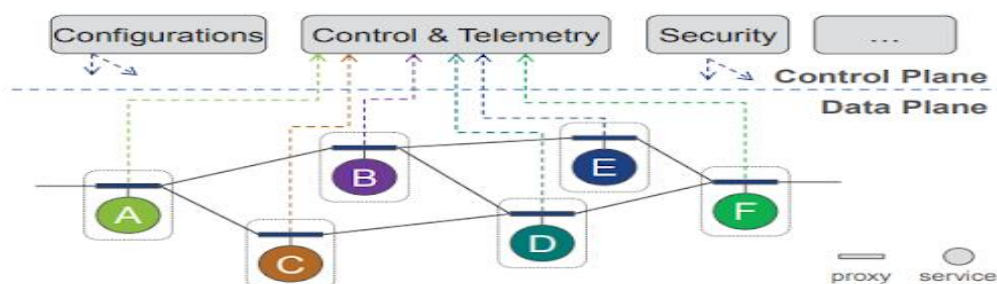 Configurations
Control & Telemetry
Security
...
Control Plane
Data Plane
B
E
A
F
C
D
proxy
service